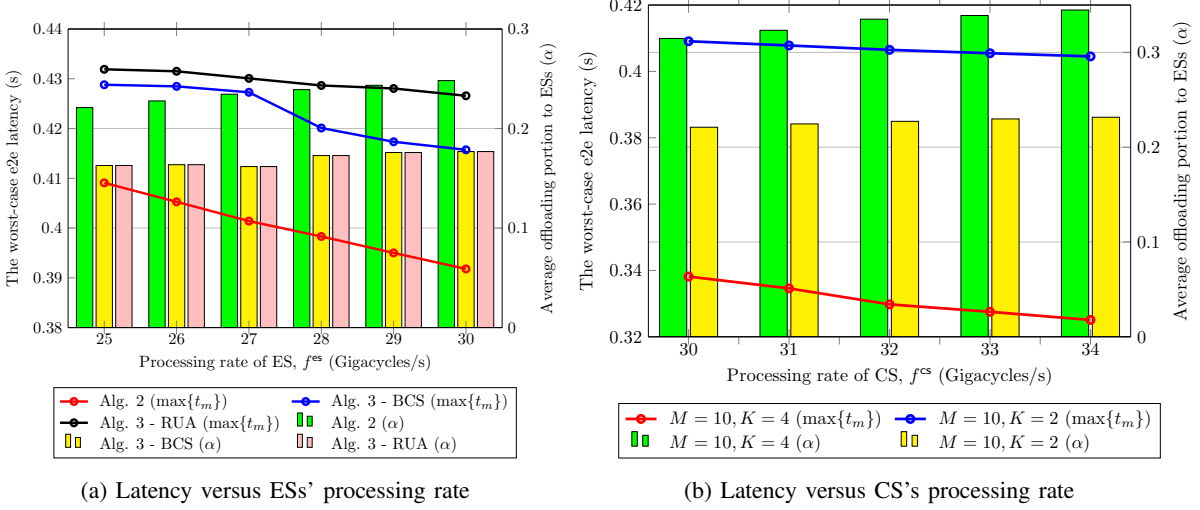 The worst-case e2e latency (s)
0.44
0.43
0.42
0.41
0.4
0.39
0.38
25 26 27 28 29 30
Processing rate of ES, f^es (Gigacycles/s)
0.3
0.2
0.1
0
Average offloading portion to ESs (α)
Alg. 2 (max{t_m}) Alg. 3 - BCS (max{t_m})
Alg. 3 - RUA (max{t_m}) Alg. 2 (α)
Alg. 3 - BCS (α) Alg. 3 - RUA (α)
(a) Latency versus ESs' processing rate
The worst-case e2e latency (s)
0.42
0.4
0.38
0.36
0.34
0.32
30 31 32 33 34
Processing rate of CS, f^cs (Gigacycles/s)
0.3
0.2
0.1
0
Average offloading portion to ESs (α)
M = 10, K = 4 (max{t_m}) M = 10, K = 2 (max{t_m})
M = 10, K = 4 (α) M = 10, K = 2 (α)
(b) Latency versus CS's processing rate